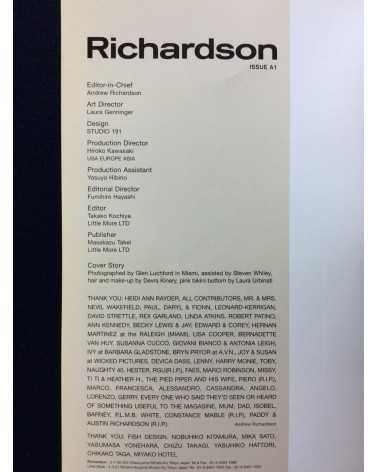 Richardson
ISSUE A1
Editor-in-Chief
Andrew Richardson
Art Director
Laura Genninger
Design
STUDIO 191
Production Director
Hiroko Kawasaki
USA EUROPE ASIA
Production Assistant
Yasuyo Hibino
Editorial Director
Fumihiro Hayashi
Editor
Takako Kochiya
Little More LTD
Publisher
Masakazu Takei
Little More LTD
Cover Story
Photographed by Glen Luchford in Miami, assisted by Steven Whiley,
hair and make-up by Devra Kinery, pink bikini bottom by Laura Urbinati
THANK YOU: HEIDI ANN RAYDER, ALL CONTRIBUTORS, MR. & MRS.
NEVIL WAKEFIELD, PAUL, DARYL, & FIONN, LEONARD-KERRIGAN,
DAVID STRETTLE, REX GARLAND, LINDA ATKINS, ROBERT PATINO,
ANN KENNEDY, BECKY LEWIS & JAY, EDWARD & COREY, HERNAN
MARTINEZ at the RALEIGH (MIAMI), LISA COOPER, BERNADETTE
VAN HUY, SUSANNA CUCCO, GIOVANI BIANCO & ANTONIA LEIGH,
IVY at BARBARA GLADSTONE, BRYN PRYOR at A.V.N., JOY & SUSAN
at WICKED PICTURES, DEVICA DASS, LENNY, HARRY MONIE, TOBY,
NAUGHTY 40, HESTER, RGUIB(R.I.P.), FAES, MARCI ROBINSON, MISSY,
TI TI & HEATHER H., THE PIED PIPER AND HIS WIFE, PIERO (R.I.P),
MARCO, FRANCESCA, ALESSANDRO, CASSANDRA, ANGELO,
LORENZO, GERRY, EVERY ONE WHO SAID THEY'D SEEN OR HEARD
OF SOMETHING USEFUL TO THE MAGASINE, MUM, DAD, ISOBEL,
BARNEY, P.L.M.B. WHITE, CONSTANCE MABLE (R.I.P), PADDY &
AUSTIN RICHARDSON (R.I.P).
Andrew Richardson
THANK YOU: FISH DESIGN, NOBUHIKO KITAMURA, MIKA SATO,
YASUMASA YONEHARA, CHIZU TAKAGI, YASUHIKO HATTORI,
CHIKAKO TAGA, MIYAKO HOTEL